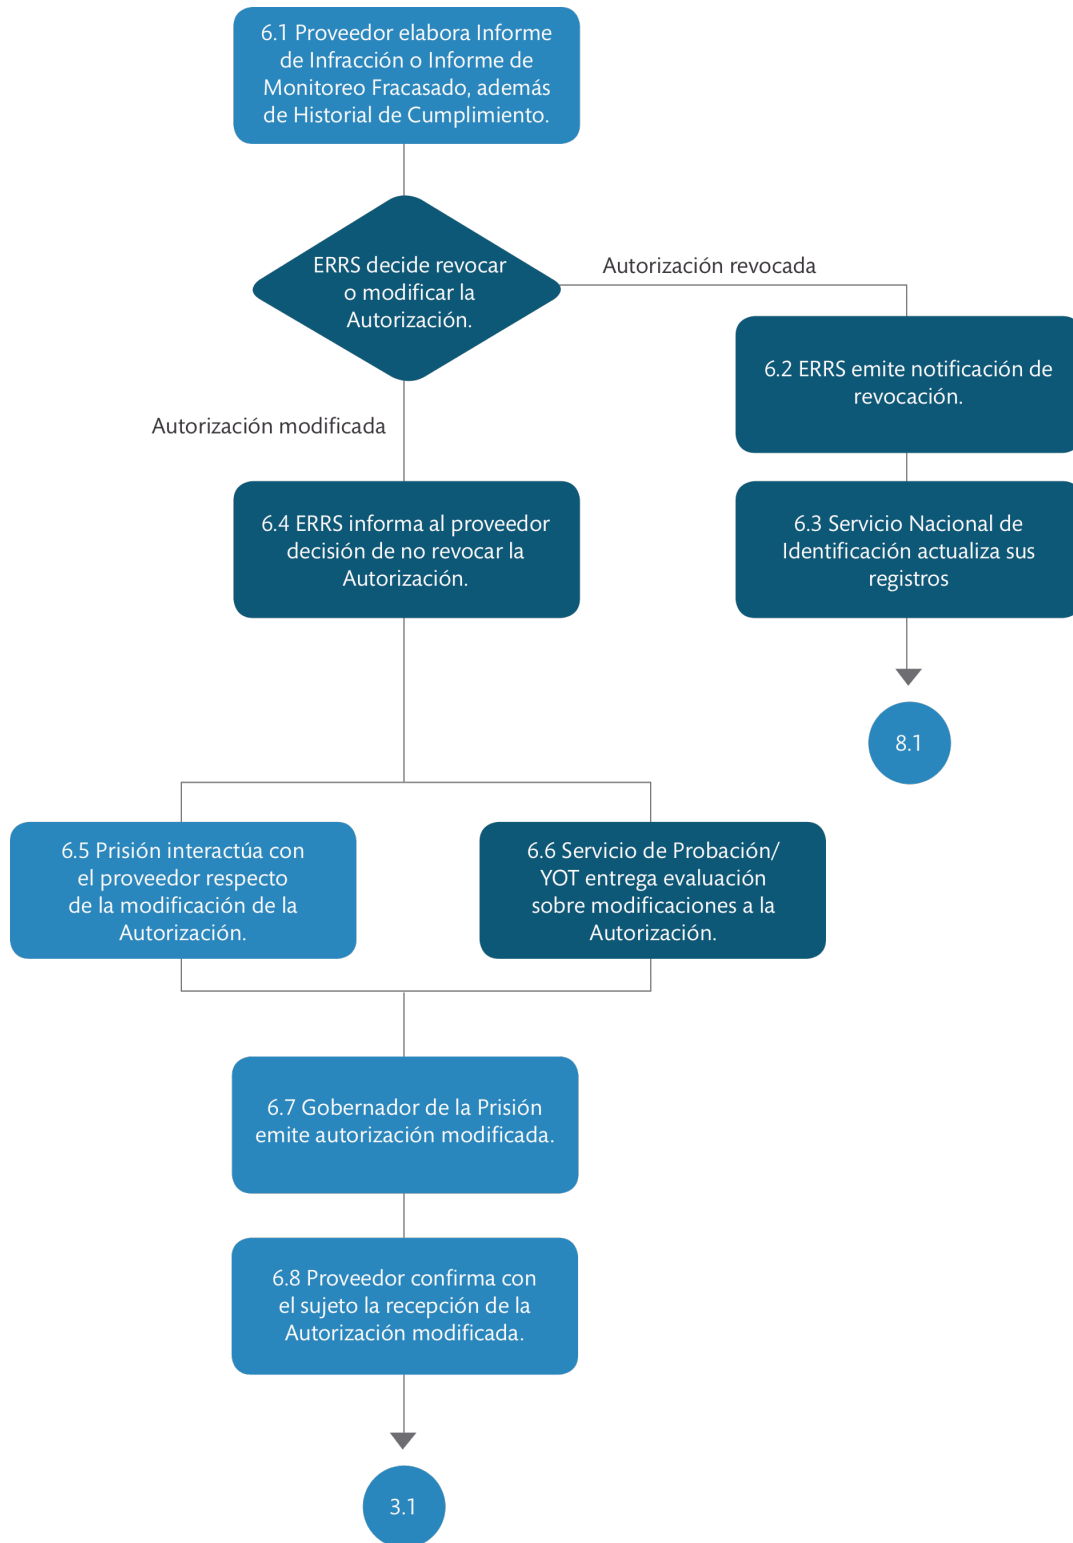 6.1 Proveedor elabora Informe
de Infracción o Informe de
Monitoreo Fracasado, además
de Historial de Cumplimiento.
ERRS decide revocar
o modificar la
Autorización.
Autorización revocada
6.2 ERRS emite notificación de
revocación.
Autorización modificada
6.4 ERRS informa al proveedor
decisión de no revocar la
Autorización.
6.3 Servicio Nacional de
Identificación actualiza sus
registros
8.1
6.5 Prisión interactúa con
el proveedor respecto
de la modificación de la
Autorización.
6.6 Servicio de Probación/
YOT entrega evaluación
sobre modificaciones a la
Autorización.
6.7 Gobernador de la Prisión
emite autorización modificada.
6.8 Proveedor confirma con
el sujeto la recepción de la
Autorización modificada.
3.1